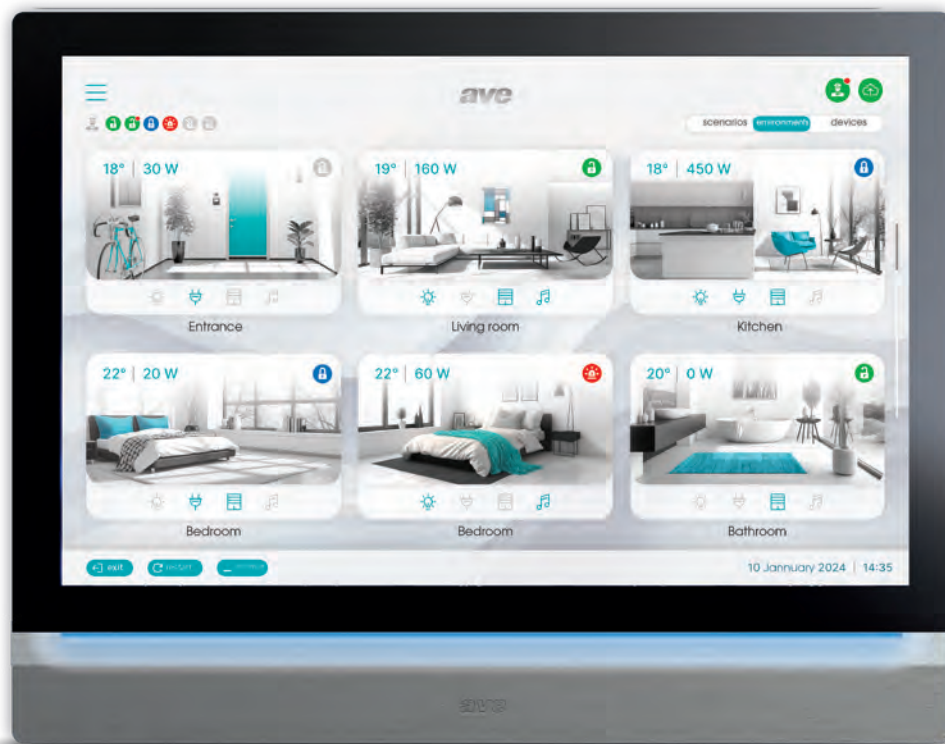 ave
scenarios environments devices
18° | 30 W
19° | 160 W
18° | 450 W
Entrance
Living room
Kitchen
22° | 20 W
22° | 60 W
20° | 0 W
Bedroom
Bedroom
Bathroom
exit restart
10 Jannuary 2024 | 14:35
ave